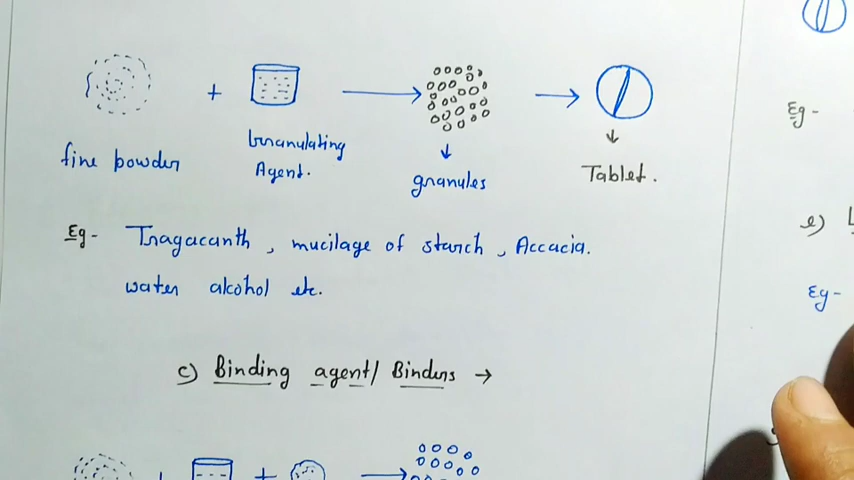 +
fine powder
Granulating
Agent.
granules
Tablet.
Eg- Tragacanth, mucilage of starch, Accacia.
water alcohol etc.
c) Binding agent/ Binders →
+ +
Eg-
e) L
Eg-